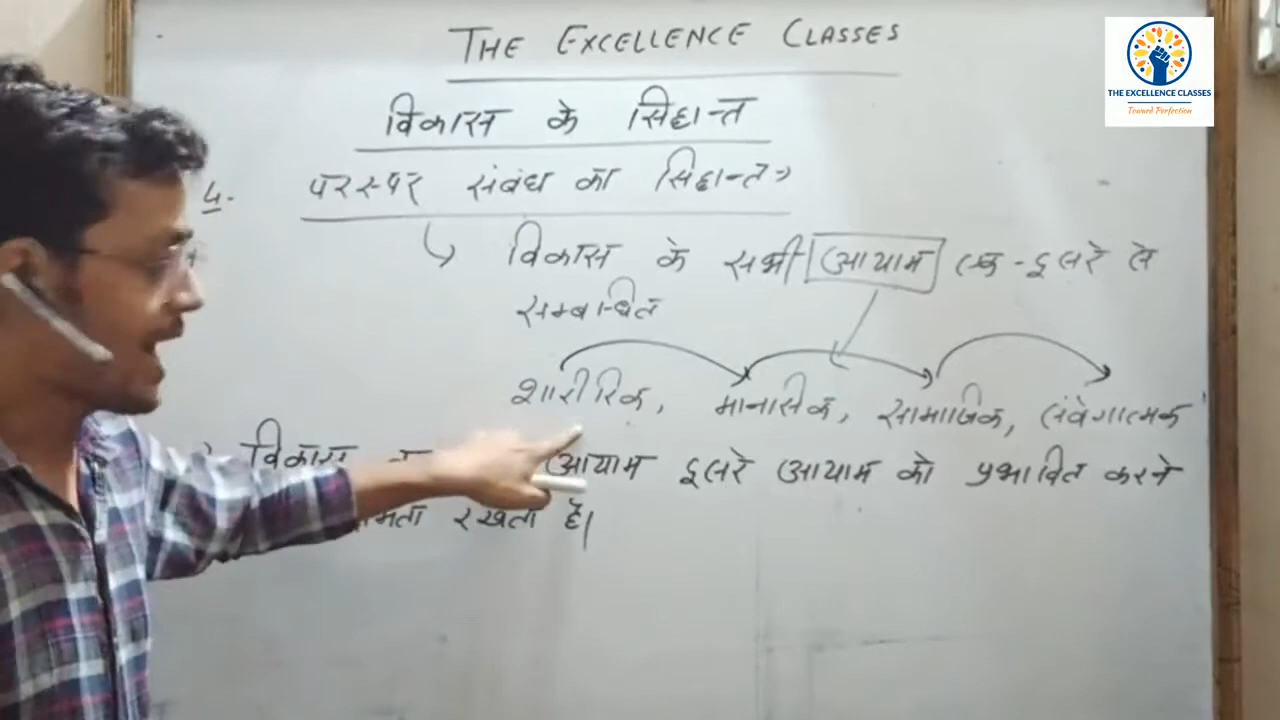 THE EXCELLENCE CLASSES
THE EXCELLENCE CLASSES
Toward Perfection
विकास के सिद्धान्त
4. परस्पर संबंध का सिद्धान्त
विकास के सभी आयाम एक-दूसरे से
सम्बन्धित
शारीरिक, मानसिक, सामाजिक, संवेगात्मक
विकास आयाम दूसरे आयाम को प्रभावित करने
रखता है।